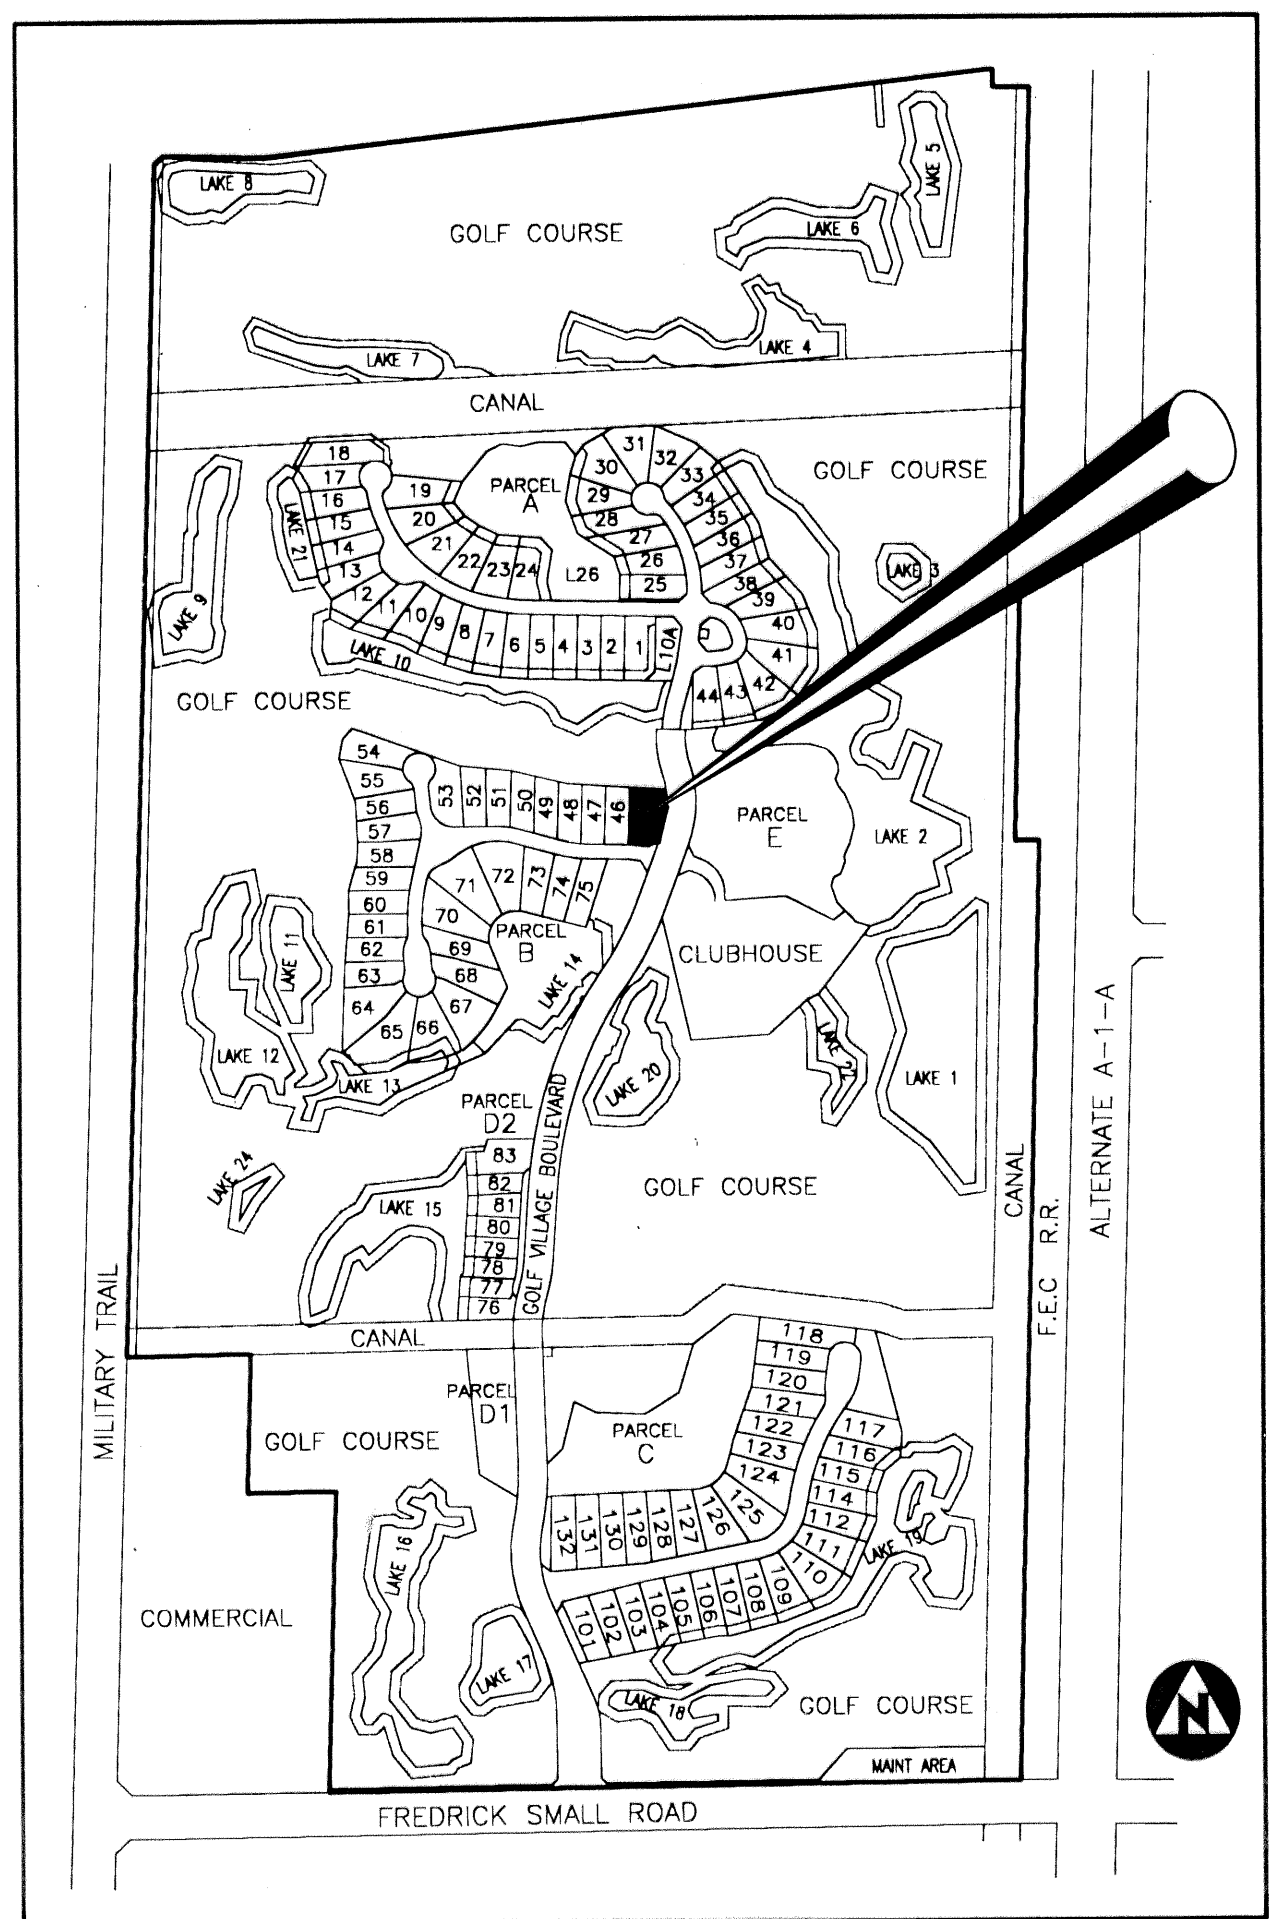 LAKE 8
LAKE 5
GOLF COURSE
LAKE 6
LAKE 7
LAKE 4
CANAL
18
17
16
15
14
13
12
11
10
9
8
7
6
5
4
3
2
1
L10A
19
20
21
22
23
24
PARCEL
A
L26
31
30
29
28
27
26
25
32
33
34
35
36
37
38
39
40
41
42
43
44
GOLF COURSE
LAKE 3
LAKE 21
LAKE 9
LAKE 10
GOLF COURSE
54
55
56
57
58
59
60
61
62
63
64
65
66
67
68
69
70
71
72
73
74
75
53
52
51
50
49
48
47
46
PARCEL
E
LAKE 2
PARCEL
B
LAKE 14
CLUBHOUSE
LAKE 11
LAKE 12
LAKE 13
LAKE 20
LAKE 22
LAKE 1
PARCEL
D2
LAKE 24
LAKE 15
83
82
81
80
79
78
77
76
GOLF VILLAGE BOULEVARD
GOLF COURSE
CANAL
F.E.C R.R.
ALTERNATE A-1-A
MILITARY TRAIL
CANAL
PARCEL
D1
GOLF COURSE
PARCEL
C
118
119
120
121
122
123
124
125
126
127
128
129
130
131
132
117
116
115
114
112
111
110
109
108
107
106
105
104
103
102
101
LAKE 19
LAKE 16
COMMERCIAL
LAKE 17
LAKE 18
GOLF COURSE
MAINT AREA
N
FREDRICK SMALL ROAD